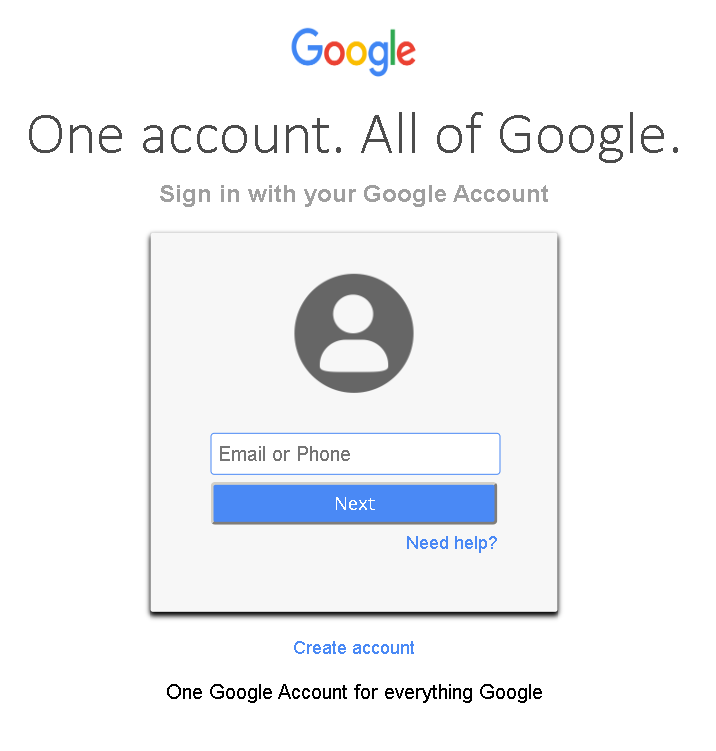 Google
One account. All of Google.
Sign in with your Google Account
Email or Phone
Next
Need help?
Create account
One Google Account for everything Google